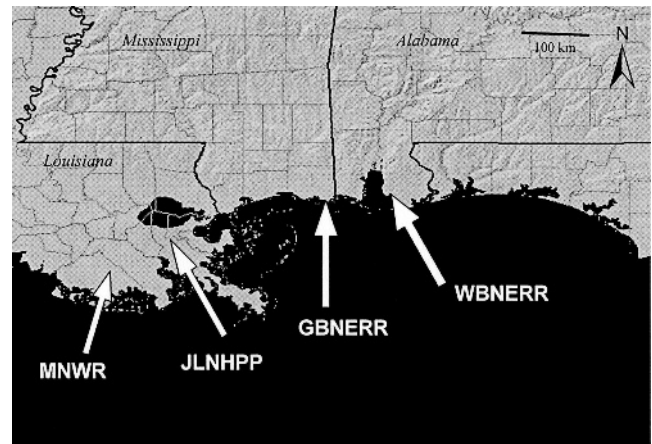 Mississippi
Alabama
100 km
N
Louisiana
WBNERR
GBNERR
JLNHPP
MNWR